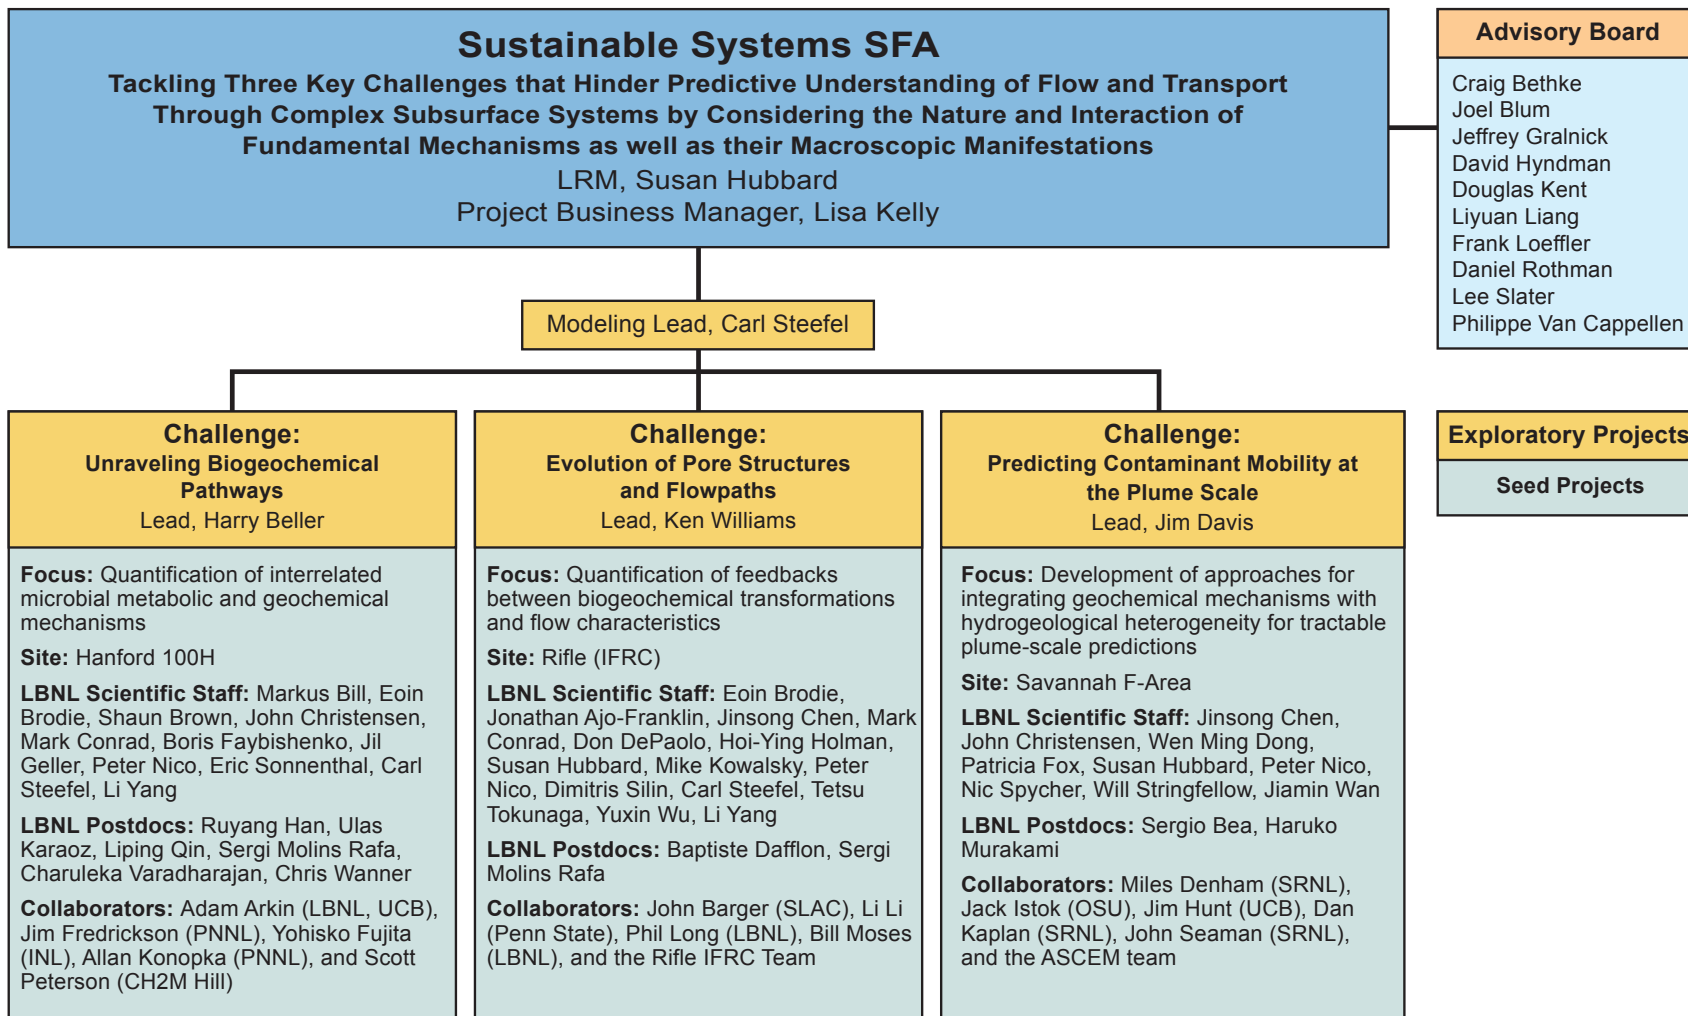 Sustainable Systems SFA
Tackling Three Key Challenges that Hinder Predictive Understanding of Flow and Transport
Through Complex Subsurface Systems by Considering the Nature and Interaction of
Fundamental Mechanisms as well as their Macroscopic Manifestations
LRM, Susan Hubbard
Project Business Manager, Lisa Kelly
Advisory Board
Craig Bethke
Joel Blum
Jeffrey Gralnick
David Hyndman
Douglas Kent
Liyuan Liang
Frank Loeffler
Daniel Rothman
Lee Slater
Philippe Van Cappellen
Modeling Lead, Carl Steefel
Challenge:
Unraveling Biogeochemical
Pathways
Lead, Harry Beller
Focus: Quantification of interrelated
microbial metabolic and geochemical
mechanisms
Site: Hanford 100H
LBNL Scientific Staff: Markus Bill, Eoin
Brodie, Shaun Brown, John Christensen,
Mark Conrad, Boris Faybishenko, Jil
Geller, Peter Nico, Eric Sonnenthal, Carl
Steefel, Li Yang
LBNL Postdocs: Ruyang Han, Ulas
Karaoz, Liping Qin, Sergi Molins Rafa,
Charuleka Varadharajan, Chris Wanner
Collaborators: Adam Arkin (LBNL, UCB),
Jim Fredrickson (PNNL), Yohisko Fujita
(INL), Allan Konopka (PNNL), and Scott
Peterson (CH2M Hill)
Challenge:
Evolution of Pore Structures
and Flowpaths
Lead, Ken Williams
Focus: Quantification of feedbacks
between biogeochemical transformations
and flow characteristics
Site: Rifle (IFRC)
LBNL Scientific Staff: Eoin Brodie,
Jonathan Ajo-Franklin, Jinsong Chen, Mark
Conrad, Don DePaolo, Hoi-Ying Holman,
Susan Hubbard, Mike Kowalsky, Peter
Nico, Dimitris Silin, Carl Steefel, Tetsu
Tokunaga, Yuxin Wu, Li Yang
LBNL Postdocs: Baptiste Dafflon, Sergi
Molins Rafa
Collaborators: John Barger (SLAC), Li Li
(Penn State), Phil Long (LBNL), Bill Moses
(LBNL), and the Rifle IFRC Team
Challenge:
Predicting Contaminant Mobility at
the Plume Scale
Lead, Jim Davis
Focus: Development of approaches for
integrating geochemical mechanisms with
hydrogeological heterogeneity for tractable
plume-scale predictions
Site: Savannah F-Area
LBNL Scientific Staff: Jinsong Chen,
John Christensen, Wen Ming Dong,
Patricia Fox, Susan Hubbard, Peter Nico,
Nic Spycher, Will Stringfellow, Jiamin Wan
LBNL Postdocs: Sergio Bea, Haruko
Murakami
Collaborators: Miles Denham (SRNL),
Jack Istok (OSU), Jim Hunt (UCB), Dan
Kaplan (SRNL), John Seaman (SRNL),
and the ASCEM team
Exploratory Projects
Seed Projects